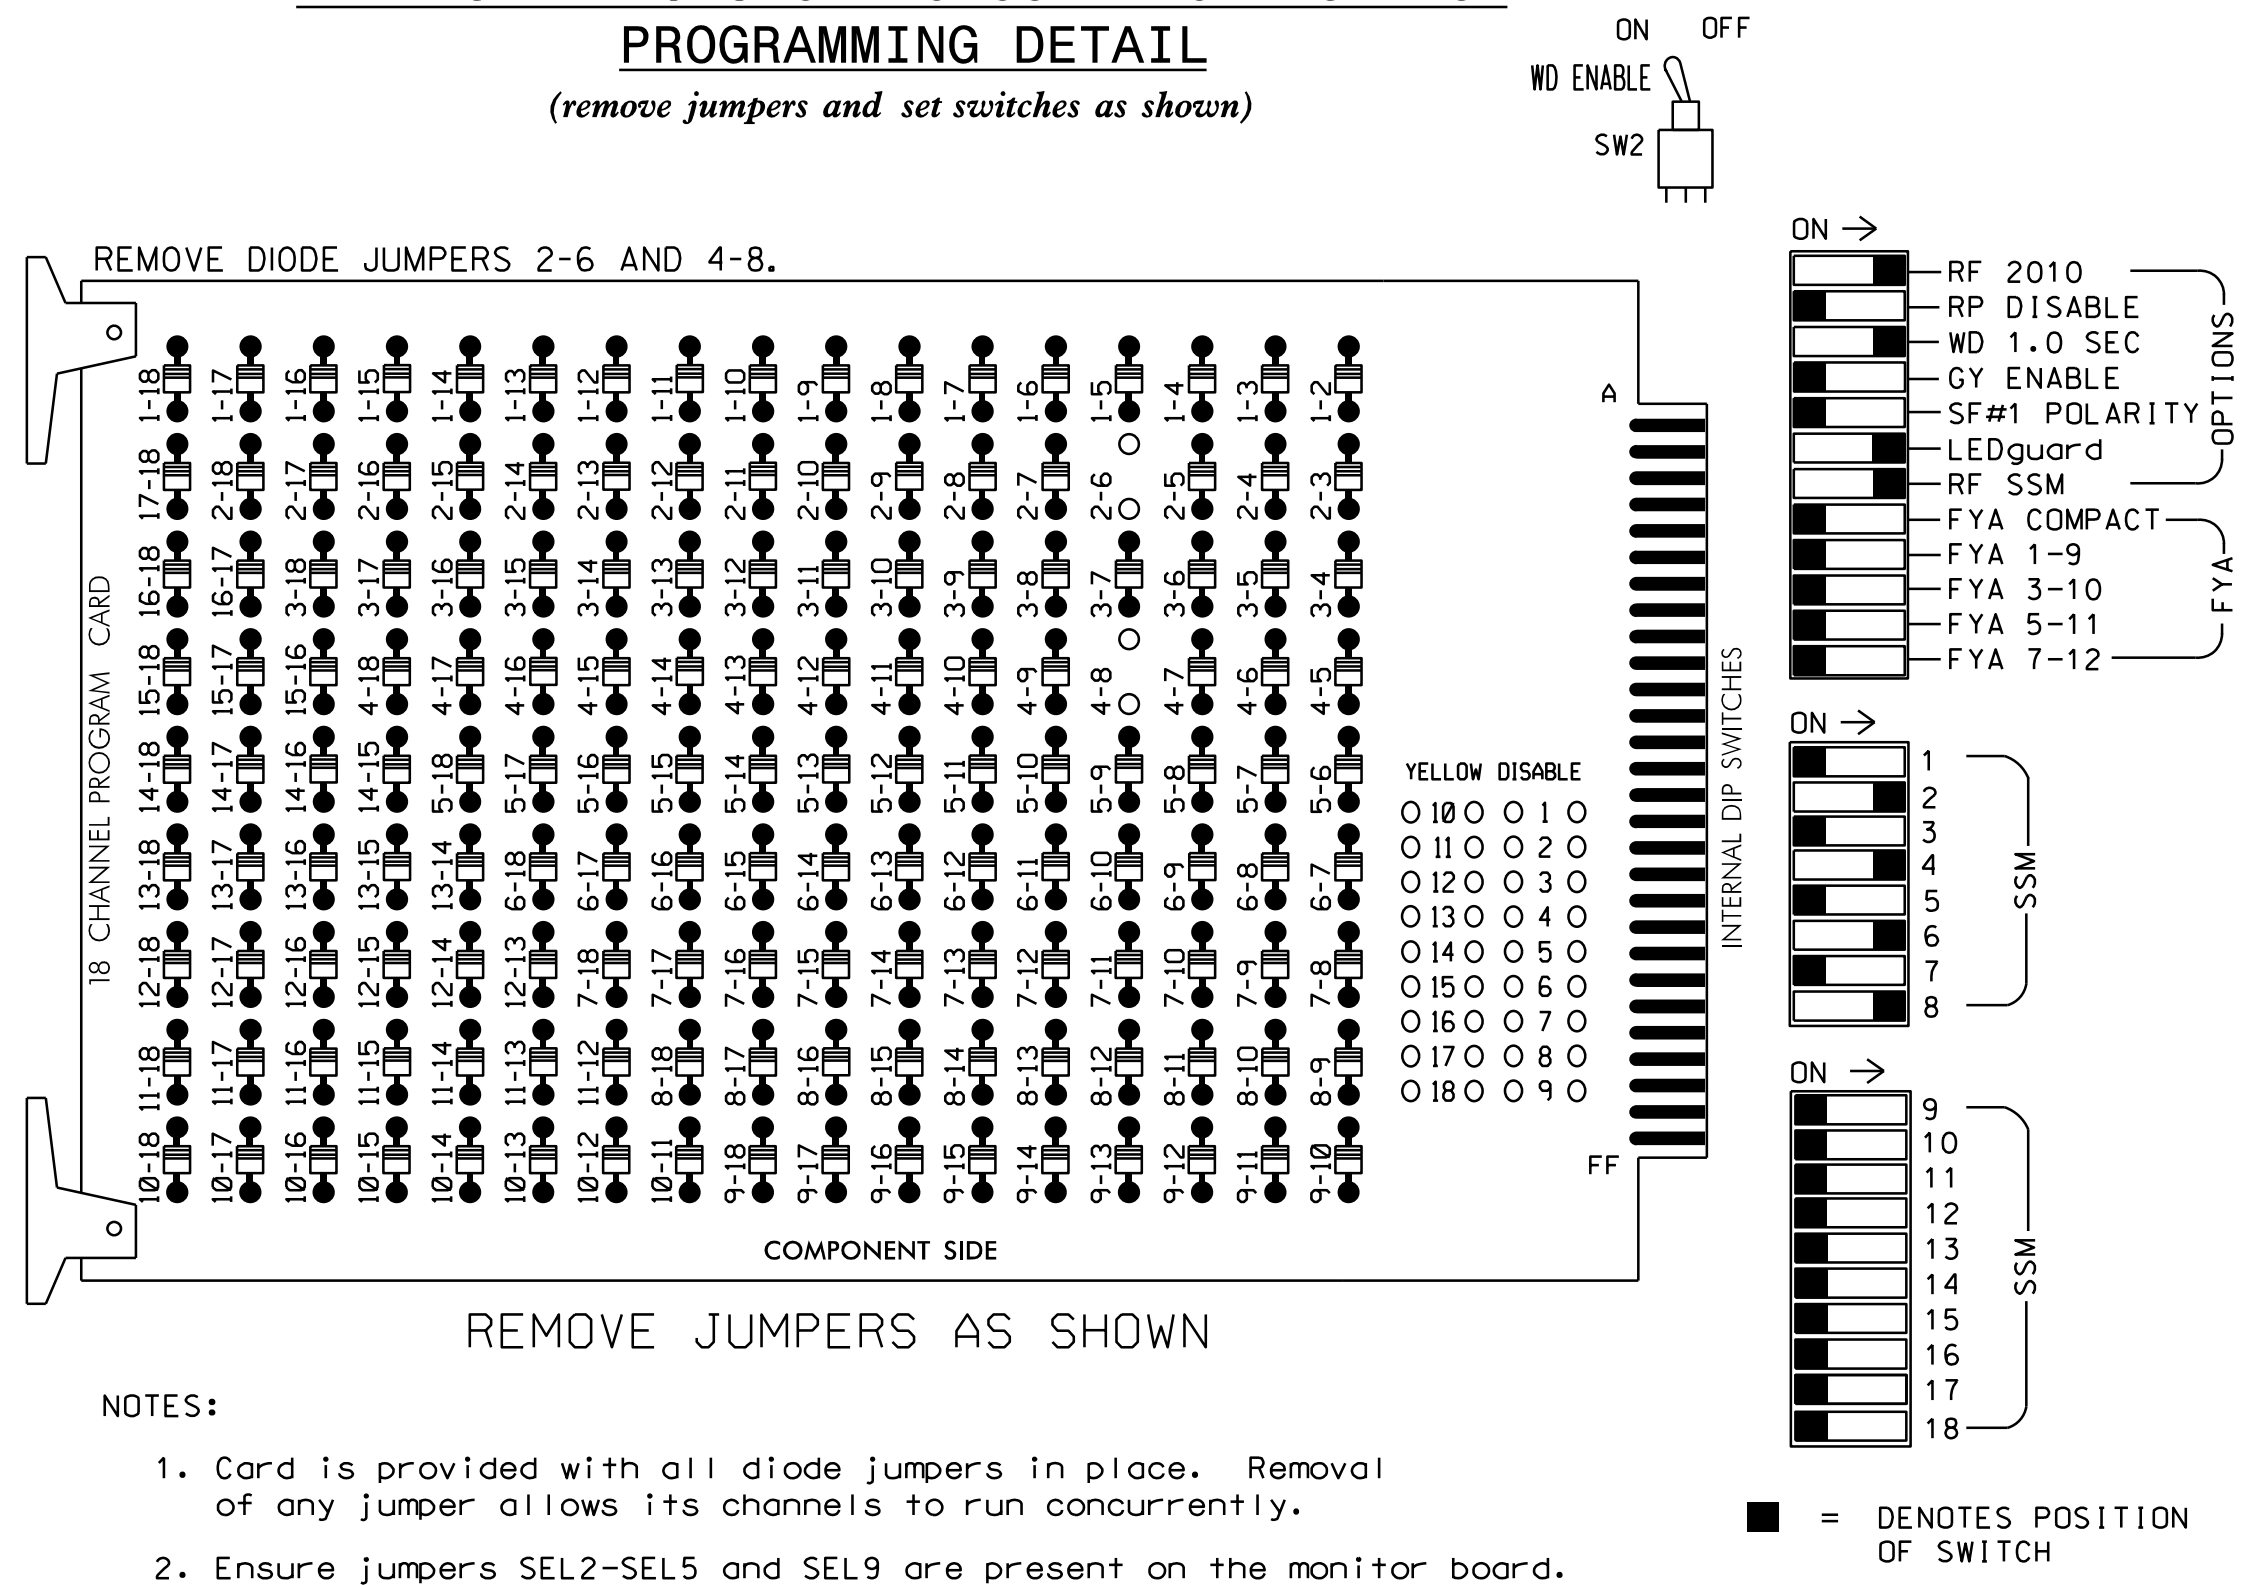 PROGRAMMING DETAIL
(remove jumpers and set switches as shown)
ON OFF
WD ENABLE
SW2
REMOVE DIODE JUMPERS 2-6 AND 4-8.
18 CHANNEL PROGRAM CARD
1-18 1-17 1-16 1-15 1-14 1-13 1-12 1-11 1-10 1-9 1-8 1-7 1-6 1-5 1-4 1-3 1-2
17-18 2-18 2-17 2-16 2-15 2-14 2-13 2-12 2-11 2-10 2-9 2-8 2-7 2-6 2-5 2-4 2-3
16-18 16-17 3-18 3-17 3-16 3-15 3-14 3-13 3-12 3-11 3-10 3-9 3-8 3-7 3-6 3-5 3-4
15-18 15-17 15-16 4-18 4-17 4-16 4-15 4-14 4-13 4-12 4-11 4-10 4-9 4-8 4-7 4-6 4-5
14-18 14-17 14-16 14-15 5-18 5-17 5-16 5-15 5-14 5-13 5-12 5-11 5-10 5-9 5-8 5-7 5-6
13-18 13-17 13-16 13-15 13-14 6-18 6-17 6-16 6-15 6-14 6-13 6-12 6-11 6-10 6-9 6-8 6-7
12-18 12-17 12-16 12-15 12-14 12-13 7-18 7-17 7-16 7-15 7-14 7-13 7-12 7-11 7-10 7-9 7-8
11-18 11-17 11-16 11-15 11-14 11-13 11-12 8-18 8-17 8-16 8-15 8-14 8-13 8-12 8-11 8-10 8-9
10-18 10-17 10-16 10-15 10-14 10-13 10-12 10-11 9-18 9-17 9-16 9-15 9-14 9-13 9-12 9-11 9-10
COMPONENT SIDE
YELLOW DISABLE
10 1
11 2
12 3
13 4
14 5
15 6
16 7
17 8
18 9
A
FF
INTERNAL DIP SWITCHES
ON →
RF 2010
RP DISABLE
WD 1.0 SEC
GY ENABLE
SF#1 POLARITY
LEDguard
RF SSM
OPTIONS
FYA COMPACT
FYA 1-9
FYA 3-10
FYA 5-11
FYA 7-12
FYA
ON →
1
2
3
4
5
6
7
8
SSM
ON →
9
10
11
12
13
14
15
16
17
18
SSM
REMOVE JUMPERS AS SHOWN
NOTES:
1. Card is provided with all diode jumpers in place. Removal
of any jumper allows its channels to run concurrently.
2. Ensure jumpers SEL2-SEL5 and SEL9 are present on the monitor board.
= DENOTES POSITION
OF SWITCH